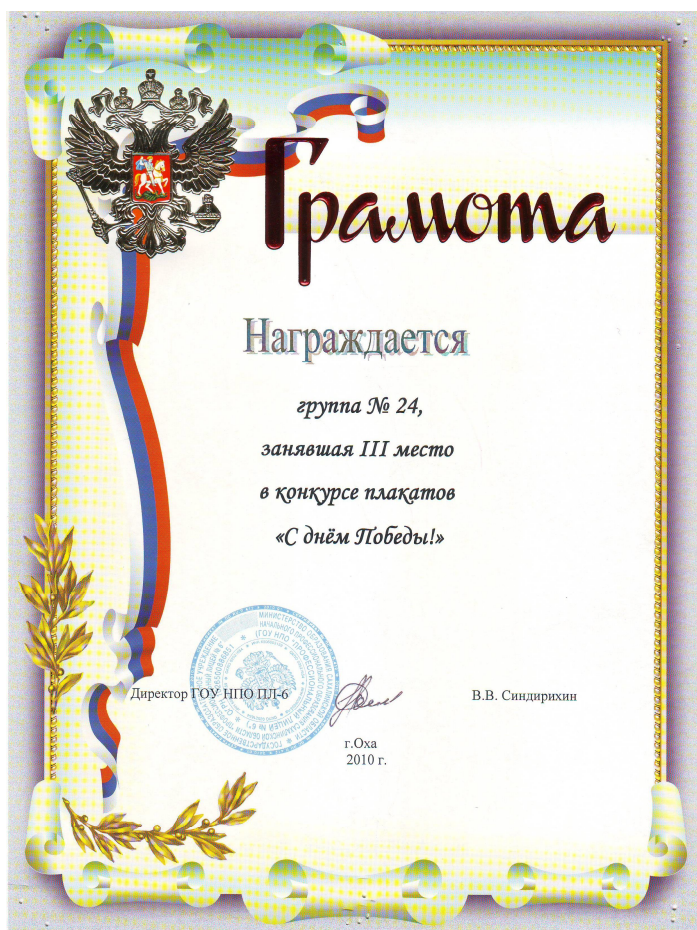 Грамота
Награждается
группа № 24,
занявшая III место
в конкурсе плакатов
«С днём Победы!»
Директор ГОУ НПО ПЛ-6
В.В. Синдирихин
г.Оха
2010 г.